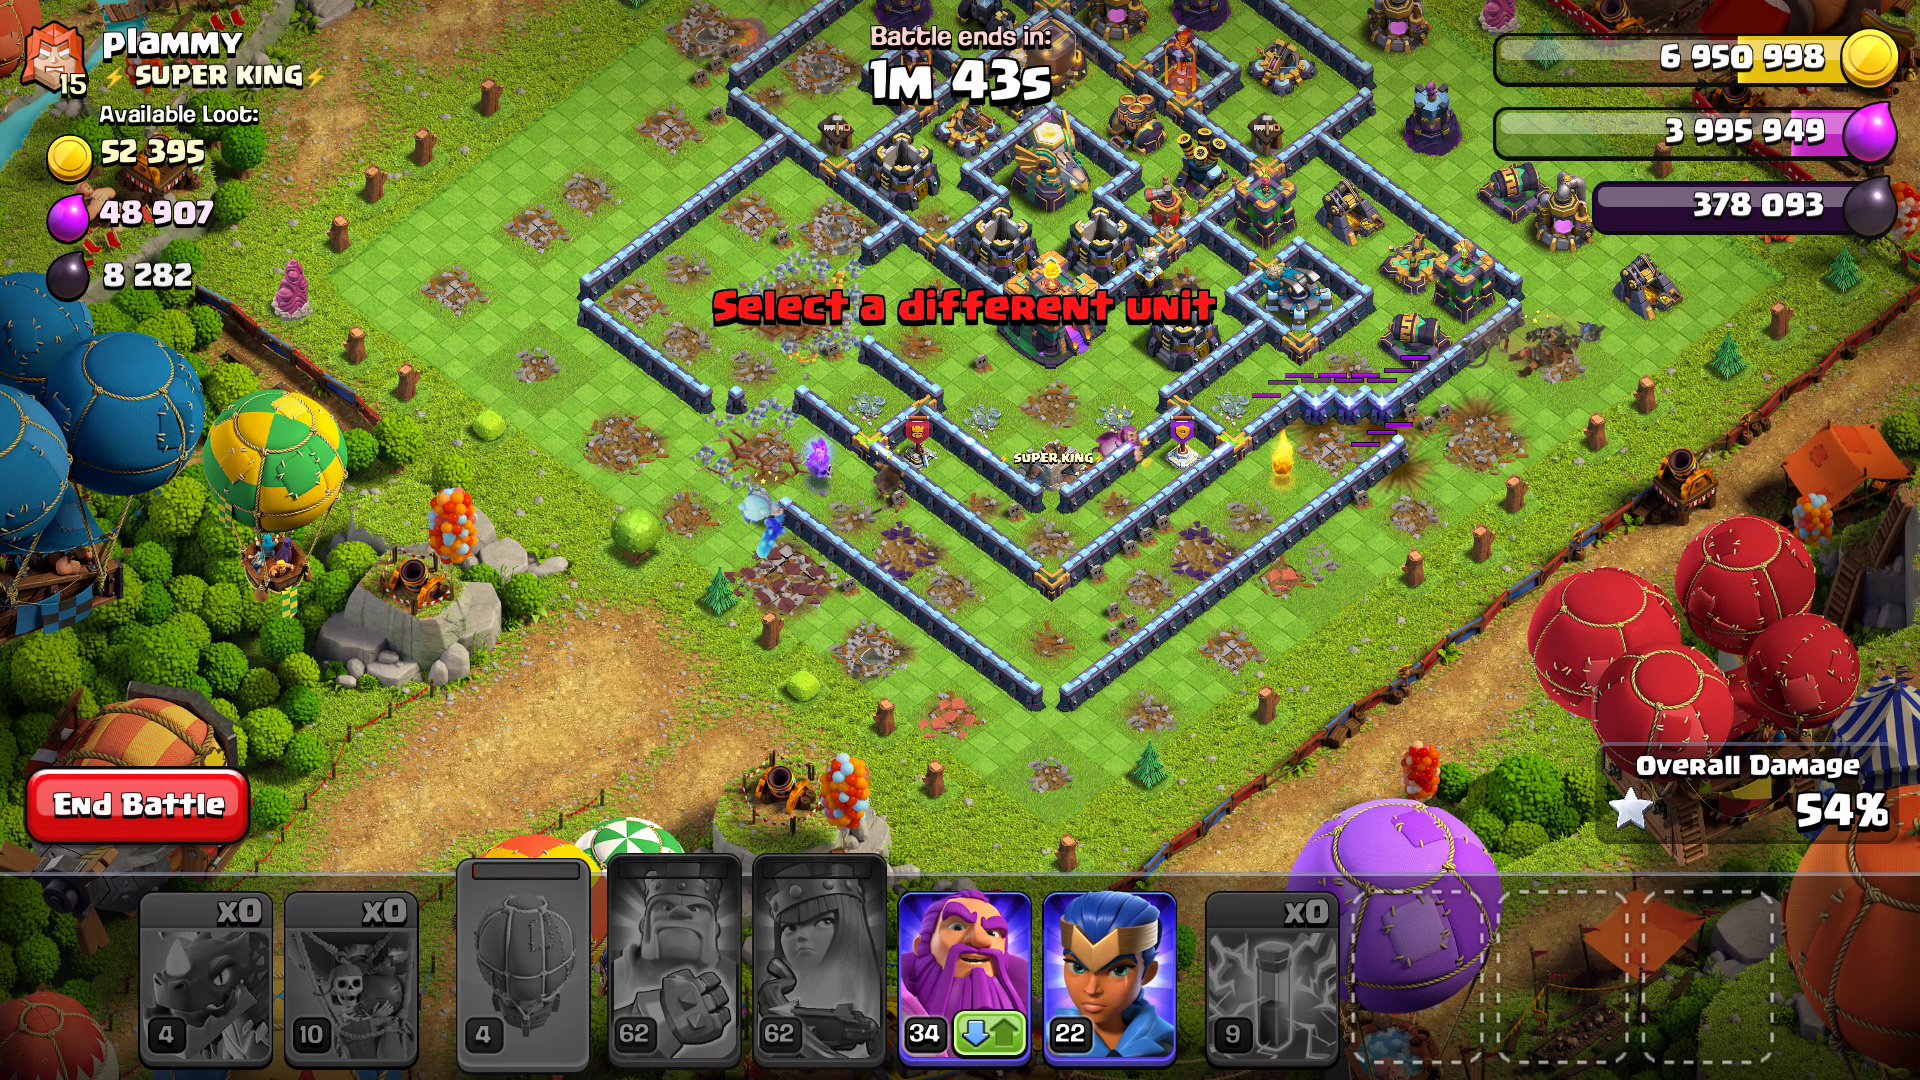 plammy
15
⚡ SUPER KING ⚡
Available Loot:
52 395
48 907
8 282
Battle ends in:
1M 43s
6 950 998
3 995 949
378 093
Select a different unit
SUPER KING
End Battle
Overall Damage
54%
x0
4
x0
10
4
62
62
34
22
x0
9